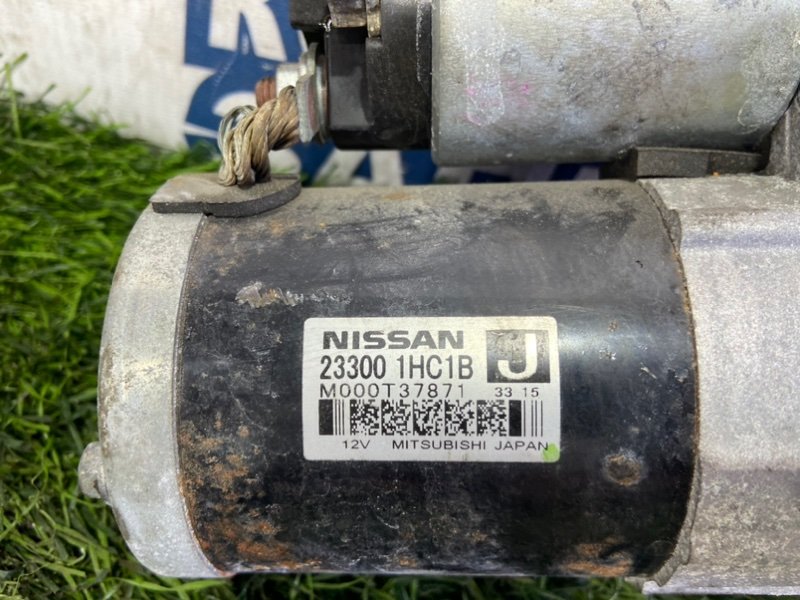 NISSAN J
23300 1HC1B
M000T37871 33 15
12V MITSUBISHI JAPAN